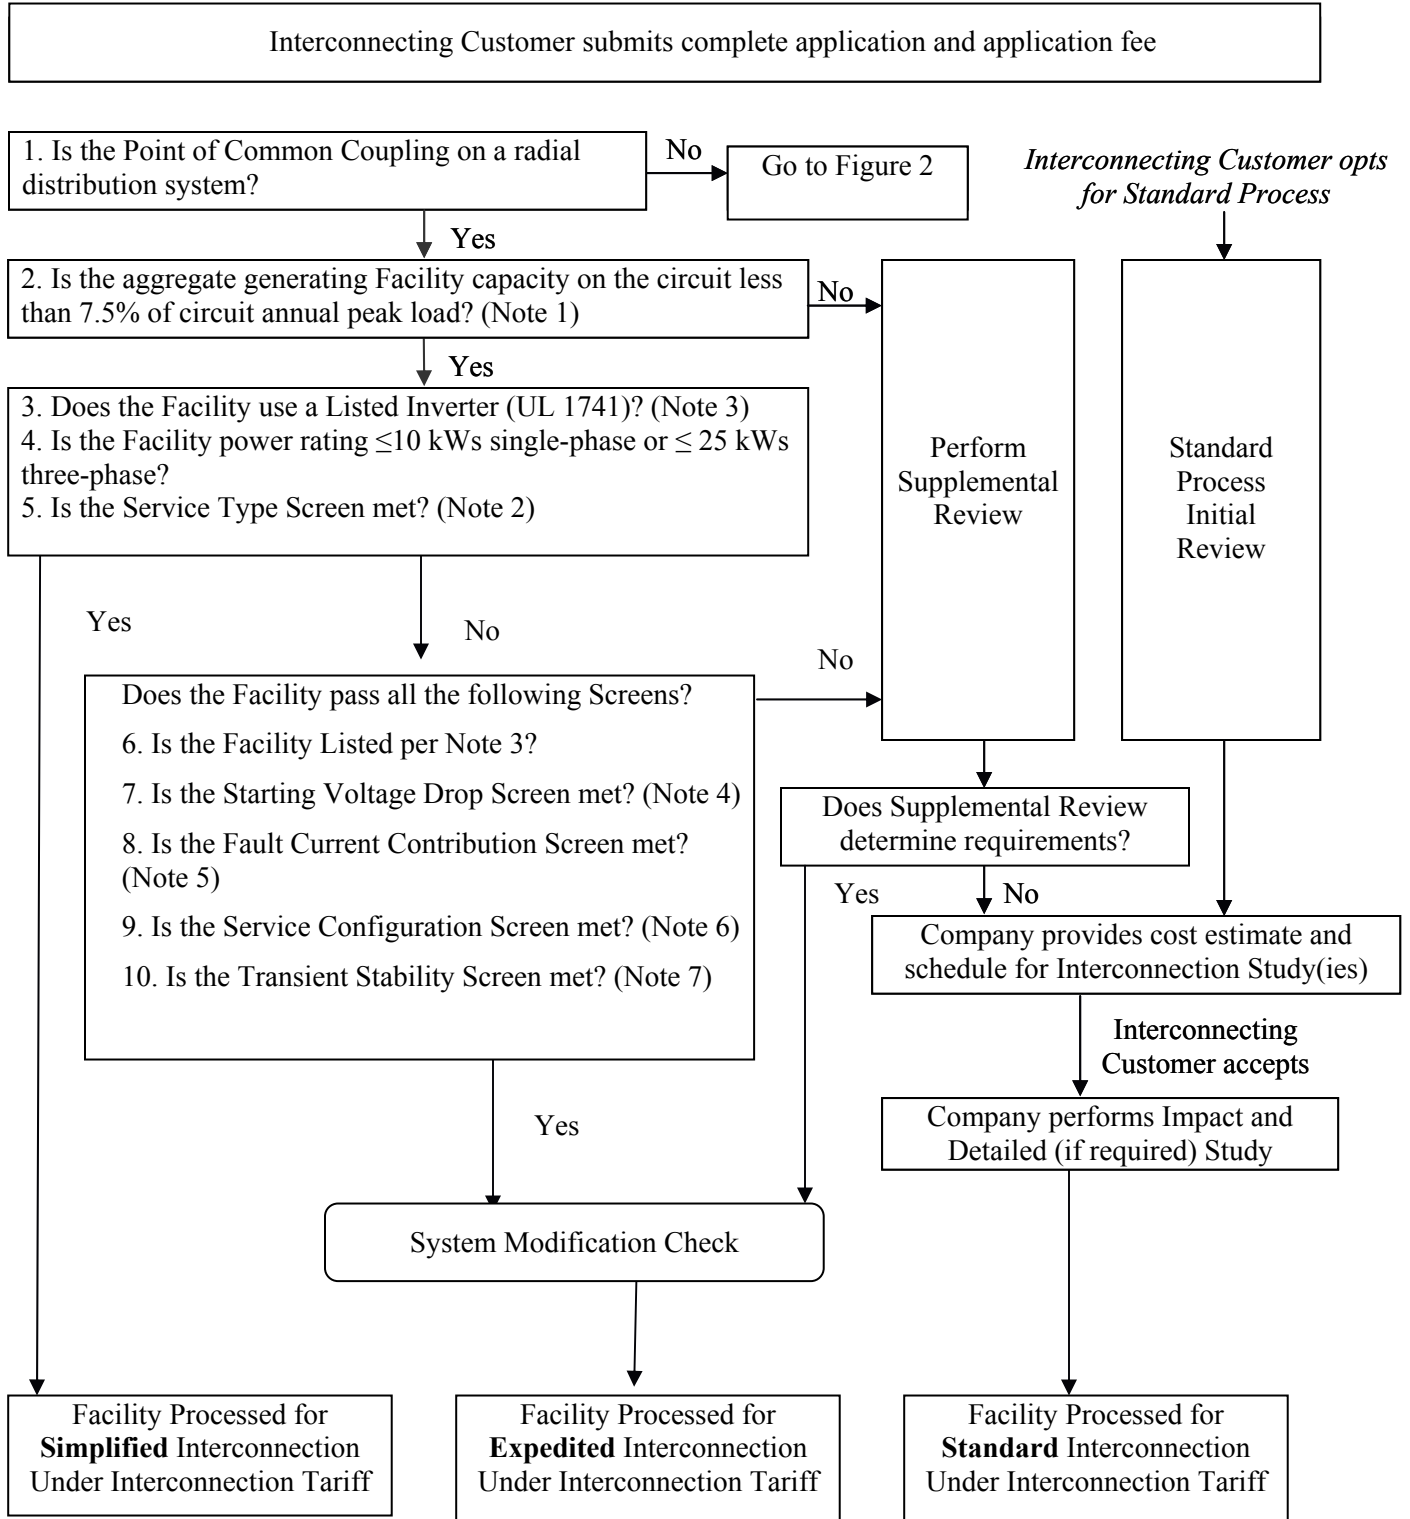 Interconnecting Customer submits complete application and application fee
1. Is the Point of Common Coupling on a radial
distribution system?
No
Go to Figure 2
Interconnecting Customer opts
for Standard Process
Yes
2. Is the aggregate generating Facility capacity on the circuit less
than 7.5% of circuit annual peak load? (Note 1)
No
Yes
3. Does the Facility use a Listed Inverter (UL 1741)? (Note 3)
4. Is the Facility power rating ≤10 kWs single-phase or ≤ 25 kWs
three-phase?
5. Is the Service Type Screen met? (Note 2)
Perform
Supplemental
Review
Standard
Process
Initial
Review
Yes
No
No
Does the Facility pass all the following Screens?
6. Is the Facility Listed per Note 3?
7. Is the Starting Voltage Drop Screen met? (Note 4)
8. Is the Fault Current Contribution Screen met?
(Note 5)
9. Is the Service Configuration Screen met? (Note 6)
10. Is the Transient Stability Screen met? (Note 7)
Does Supplemental Review
determine requirements?
Yes
No
Company provides cost estimate and
schedule for Interconnection Study(ies)
Interconnecting
Customer accepts
Company performs Impact and
Detailed (if required) Study
Yes
System Modification Check
Facility Processed for
Simplified Interconnection
Under Interconnection Tariff
Facility Processed for
Expedited Interconnection
Under Interconnection Tariff
Facility Processed for
Standard Interconnection
Under Interconnection Tariff